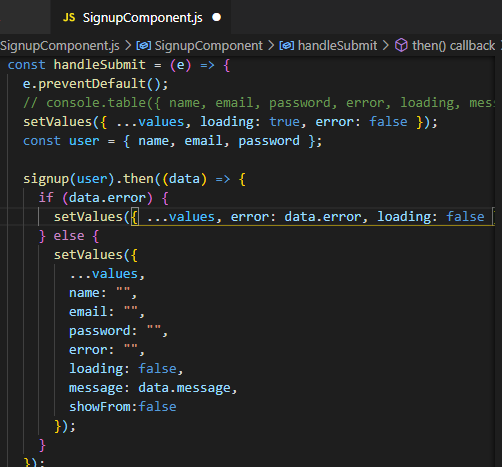 JS SignupComponent.js
SignupComponent.js > SignupComponent > handleSubmit > then() callback
const handleSubmit = (e) => {
e.preventDefault();
// console.table({ name, email, password, error, loading, mes
setValues({ ...values, loading: true, error: false });
const user = { name, email, password };
signup(user).then((data) => {
if (data.error) {
setValues({ ...values, error: data.error, loading: false
} else {
setValues({
...values,
name: "",
email: "",
password: "",
error: "",
loading: false,
message: data.message,
showFrom:false
});
}
});